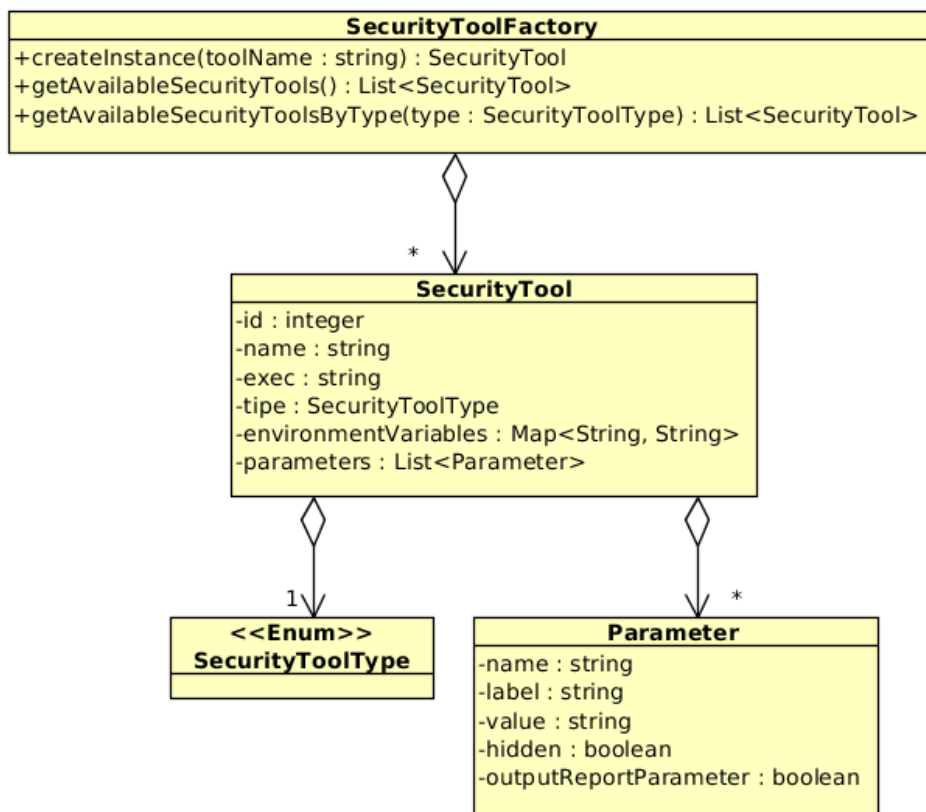 SecurityToolFactory
+createInstance(toolName : string) : SecurityTool
+getAvailableSecurityTools() : List<SecurityTool>
+getAvailableSecurityToolsByType(type : SecurityToolType) : List<SecurityTool>
*
SecurityTool
-id : integer
-name : string
-exec : string
-tipe : SecurityToolType
-environmentVariables : Map<String, String>
-parameters : List<Parameter>
1
*
<<Enum>>
SecurityToolType
Parameter
-name : string
-label : string
-value : string
-hidden : boolean
-outputReportParameter : boolean